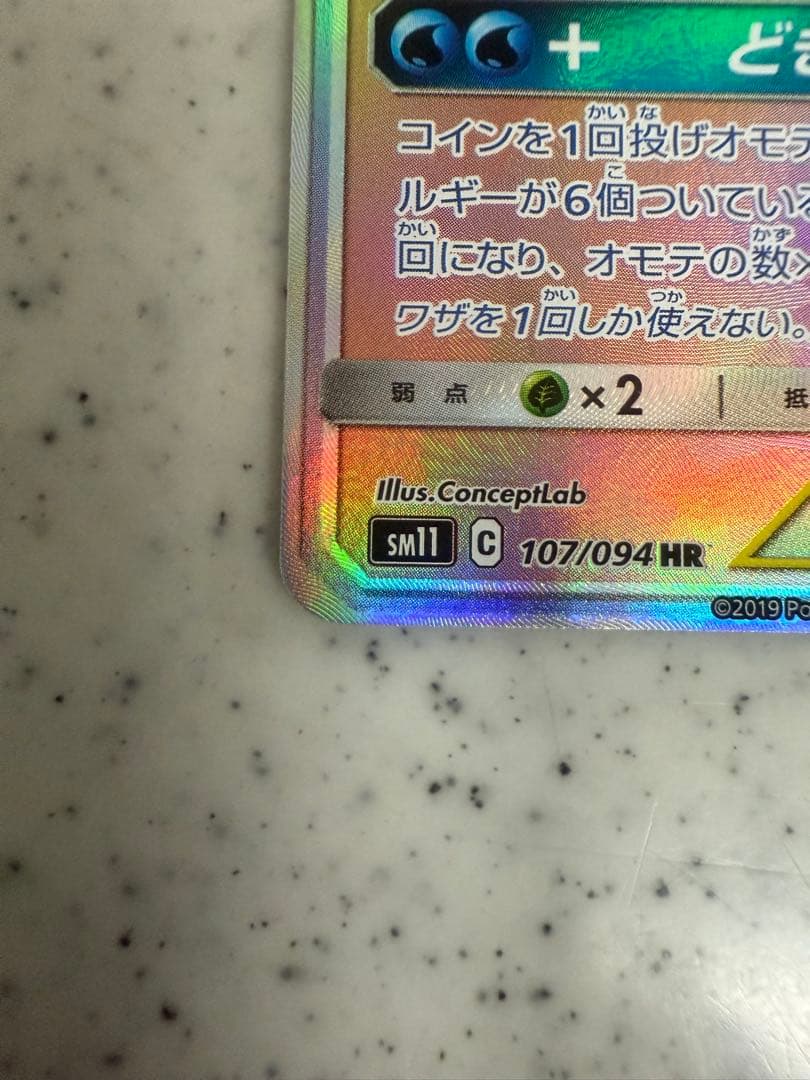 + どき
コインを1回投げオモテ
ルギーが6個ついている
回になり、オモテの数×
ワザを1回しか使えない。
弱 点 ×2 抵
Illus.ConceptLab
SM11 C 107/094 HR
©2019 Po